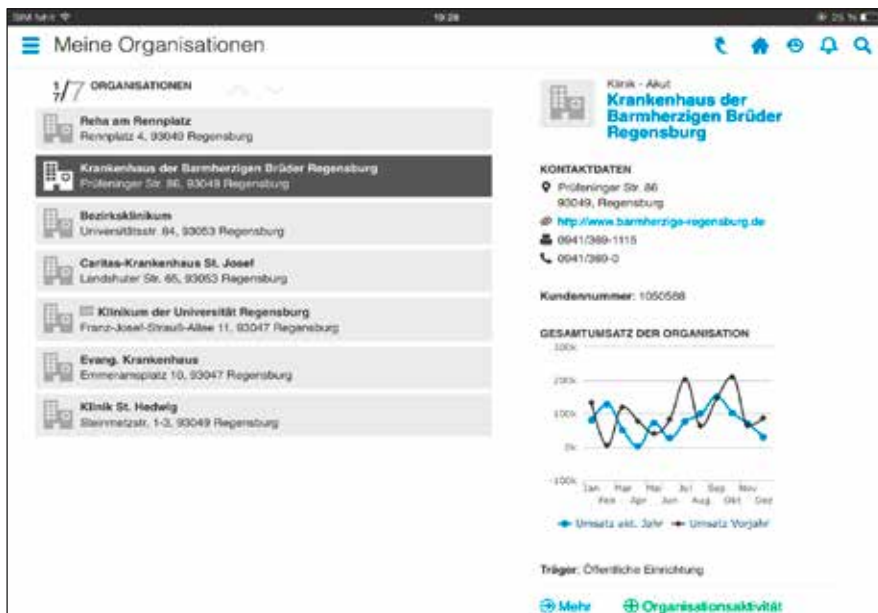 19:28
25 %
Meine Organisationen
1/7 ORGANISATIONEN
Reha am Rennplatz
Rennplatz 4, 93049 Regensburg
Krankenhaus der Barmherzigen Brüder Regensburg
Prüfeninger Str. 86, 93049 Regensburg
Bezirksklinikum
Universitätsstr. 84, 93053 Regensburg
Caritas-Krankenhaus St. Josef
Landshuter Str. 65, 93053 Regensburg
Klinikum der Universität Regensburg
Franz-Josef-Strauß-Allee 11, 93047 Regensburg
Evang. Krankenhaus
Emmeramsplatz 10, 93047 Regensburg
Klinik St. Hedwig
Steinmetzstr. 1-3, 93049 Regensburg
Klinik - Akut
Krankenhaus der
Barmherzigen Brüder
Regensburg
KONTAKTDATEN
Prüfeninger Str. 86
93049, Regensburg
http://www.barmherzige-regensburg.de
0941/369-1115
0941/369-0
Kundennummer: 1050588
GESAMTUMSATZ DER ORGANISATION
300k
200k
100k
0k
-100k
Jan Mar Mai Jul Sep Nov
Feb Apr Jun Aug Okt Dez
Umsatz akt. Jahr Umsatz Vorjahr
Träger: Öffentliche Einrichtung
Mehr Organisationsaktivität